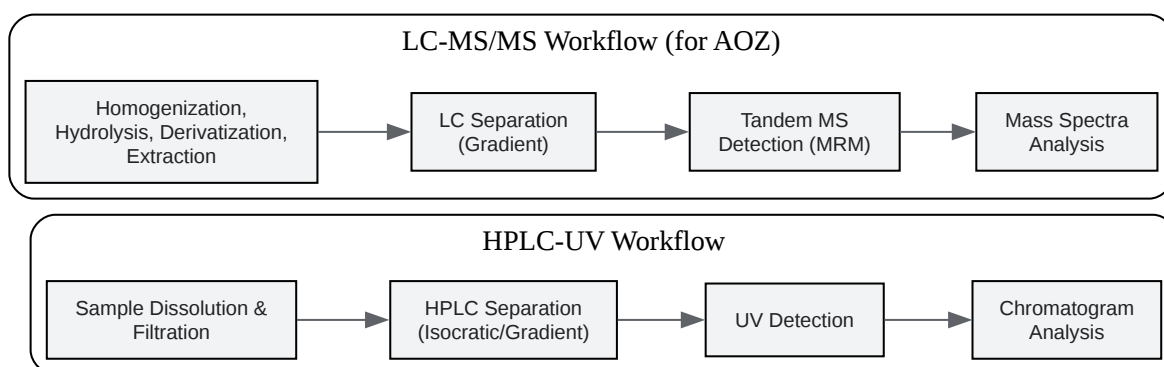 LC-MS/MS Workflow (for AOZ)
Homogenization,
Hydrolysis, Derivatization,
Extraction
LC Separation
(Gradient)
Tandem MS
Detection (MRM)
Mass Spectra
Analysis
HPLC-UV Workflow
Sample Dissolution &
Filtration
HPLC Separation
(Isocratic/Gradient)
UV Detection
Chromatogram
Analysis